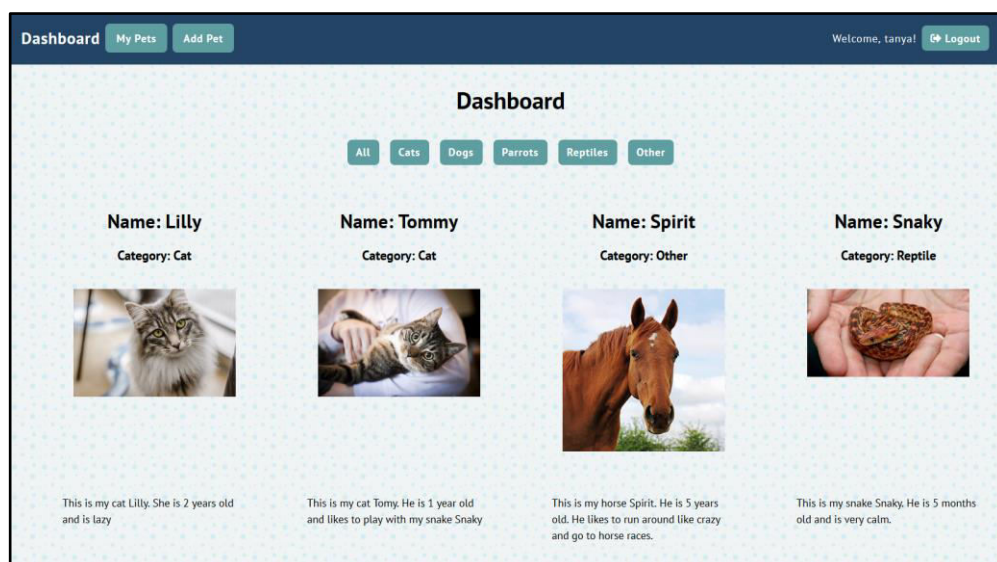 Dashboard My Pets Add Pet Welcome, tanya! Logout
Dashboard
All Cats Dogs Parrots Reptiles Other
Name: Lilly
Category: Cat
This is my cat Lilly. She is 2 years old
and is lazy
Name: Tommy
Category: Cat
This is my cat Tomy. He is 1 year old
and likes to play with my snake Snaky
Name: Spirit
Category: Other
This is my horse Spirit. He is 5 years
old. He likes to run around like crazy
and go to horse races.
Name: Snaky
Category: Reptile
This is my snake Snaky. He is 5 months
old and is very calm.